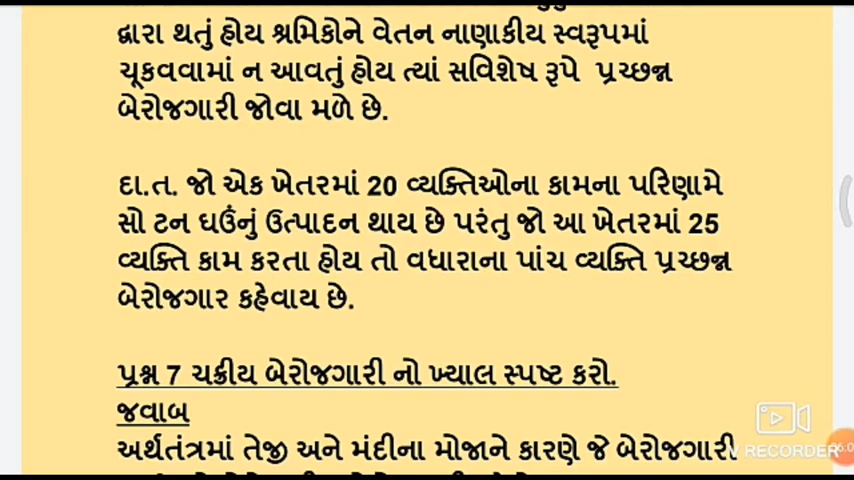 દ્વારા થતું હોય શ્રમિકોને વેતન નાણાકીય સ્વરૂપમાં
ચૂકવવામાં ન આવતું હોય ત્યાં સવિશેષ રૂપે પ્રચ્છન્ન
બેરોજગારી જોવા મળે છે.
દા.ત. જો એક ખેતરમાં 20 વ્યક્તિઓના કામના પરિણામે
સો ટન ઘઉંનું ઉત્પાદન થાય છે પરંતુ જો આ ખેતરમાં 25
વ્યક્તિ કામ કરતા હોય તો વધારાના પાંચ વ્યક્તિ પ્રચ્છન્ન
બેરોજગાર કહેવાય છે.
પ્રશ્ન 7 ચક્રીય બેરોજગારી નો ખ્યાલ સ્પષ્ટ કરો.
જવાબ
અર્થતંત્રમાં તેજી અને મંદીના મોજાને કારણે જે બેરોજગારી
RECORDER